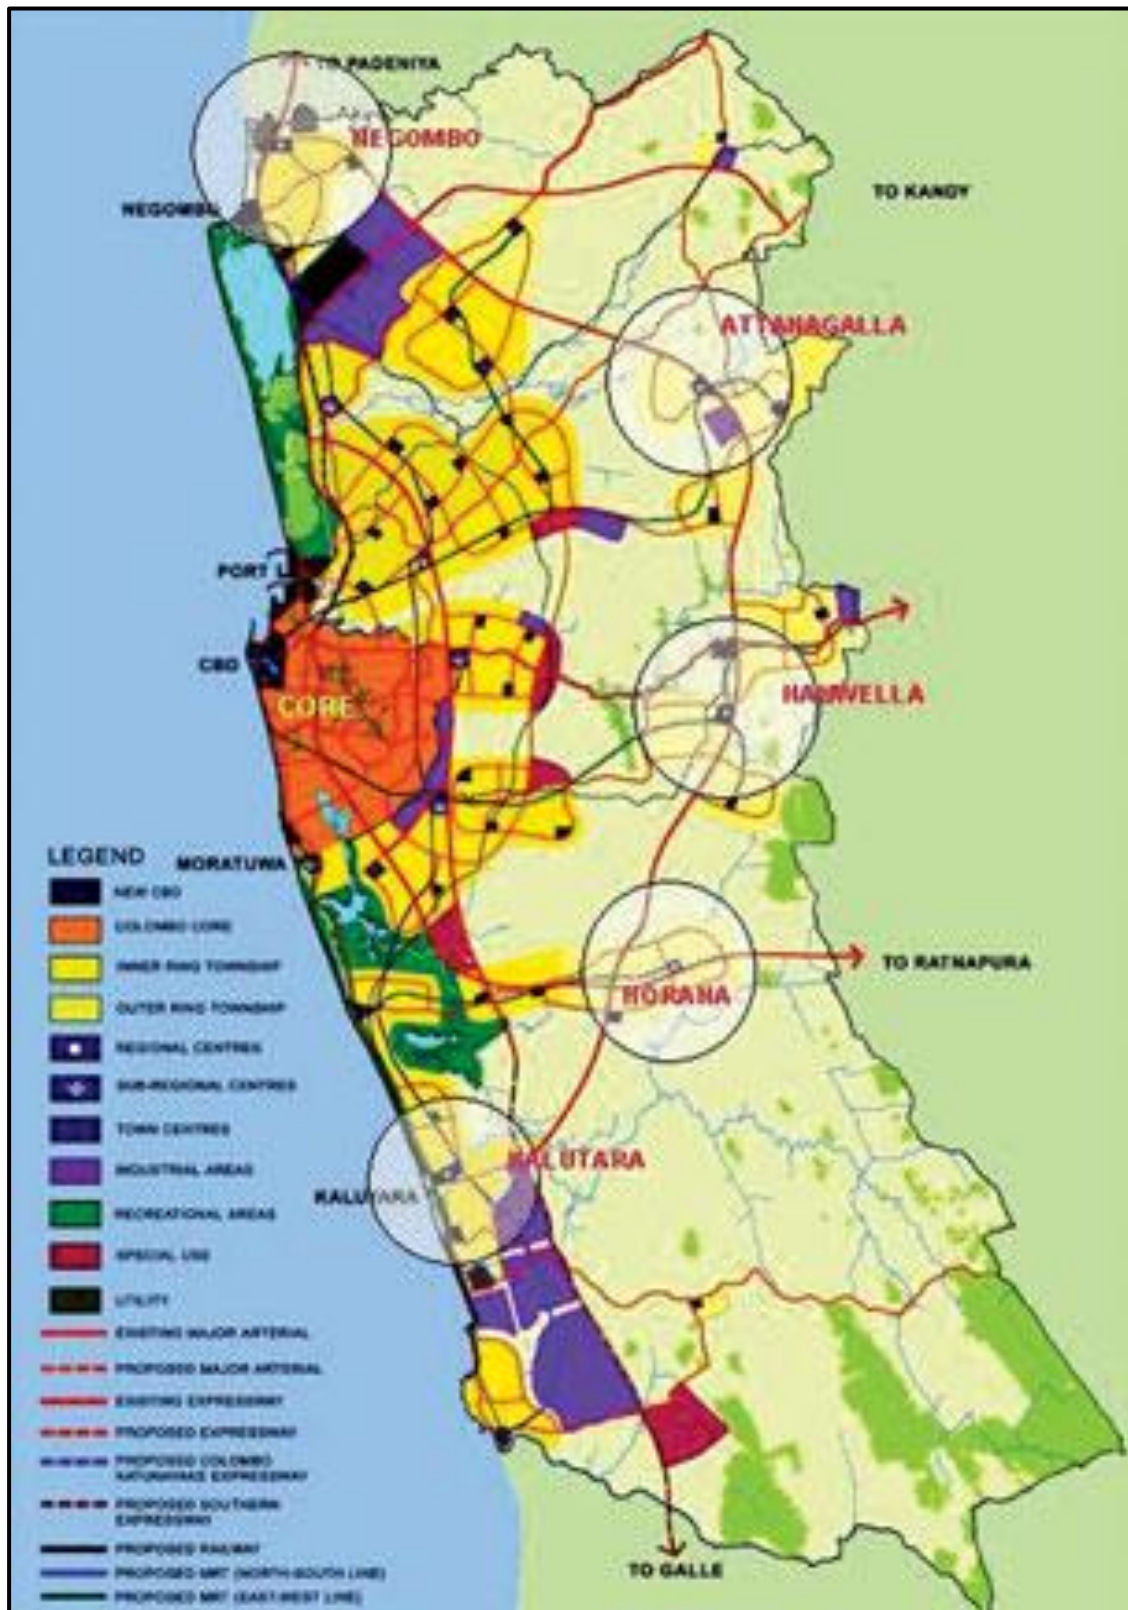 TO PADENIYA
NEGOMBO
NEGOMBO
TO KANDY
ATTANAGALLA
PORT
CBD
CORE
HANWELLA
LEGEND
MORATUWA
NEW CBD
COLOMBO CORE
INNER RING TOWNSHIP
OUTER RING TOWNSHIP
TO RATNAPURA
HORANA
REGIONAL CENTRES
SUB-REGIONAL CENTRES
TOWN CENTRES
KALUTARA
INDUSTRIAL AREAS
KALUTARA
RECREATIONAL AREAS
SPECIAL USE
UTILITY
EXISTING MAJOR ARTERIAL
PROPOSED MAJOR ARTERIAL
EXISTING EXPRESSWAY
PROPOSED EXPRESSWAY
PROPOSED COLOMBO
KATUNAYAKE EXPRESSWAY
PROPOSED SOUTHERN
EXPRESSWAY
PROPOSED RAILWAY
PROPOSED MRT (NORTH-SOUTH LINE)
TO GALLE
PROPOSED MRT (EAST-WEST LINE)